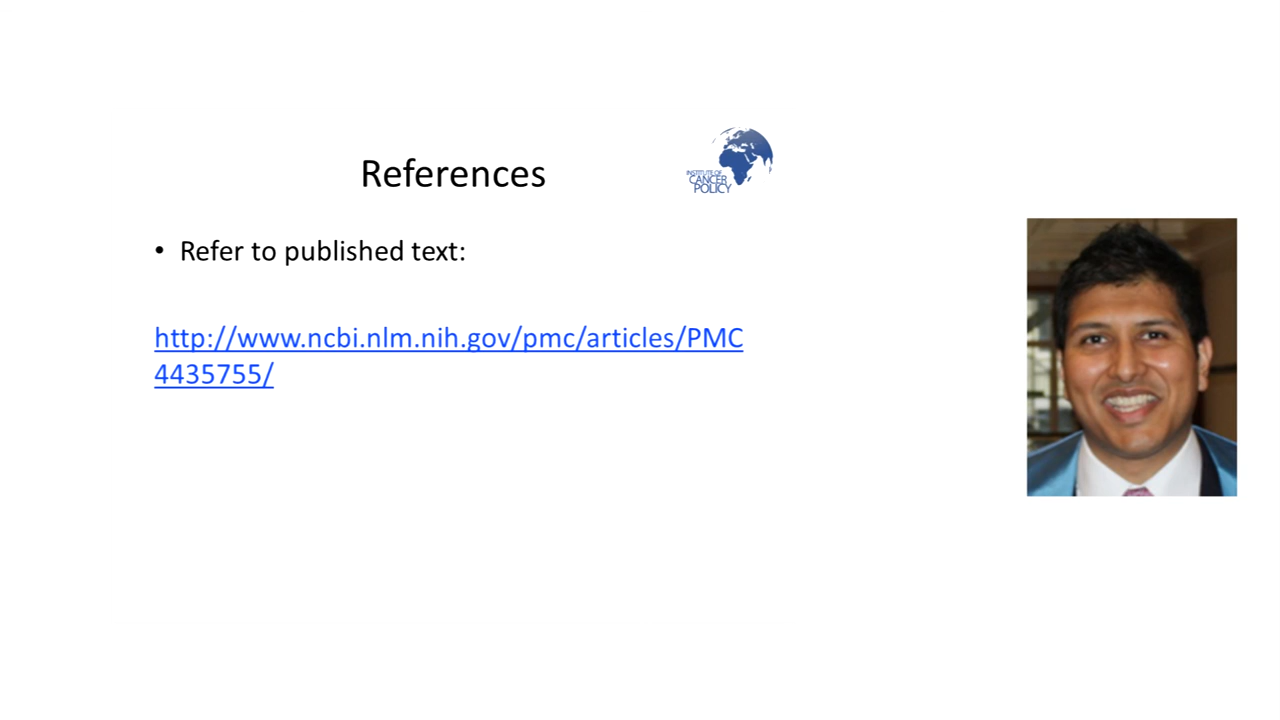 References
INSTITUTE OF
CANCER
POLICY
• Refer to published text:
http://www.ncbi.nlm.nih.gov/pmc/articles/PMC
4435755/